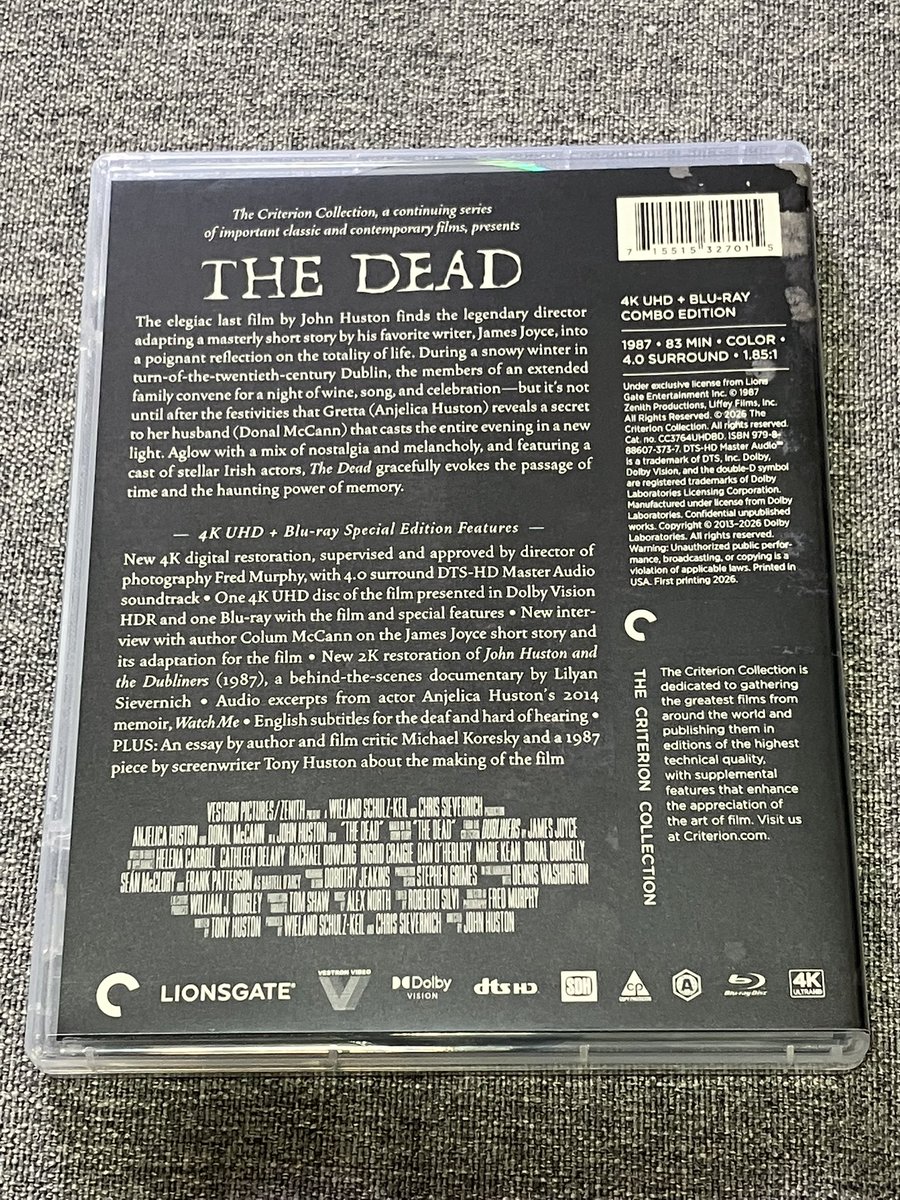 The Criterion Collection, a continuing series
of important classic and contemporary films, presents
THE DEAD
The elegiac last film by John Huston finds the legendary director
adapting a masterly short story by his favorite writer, James Joyce, into
a poignant reflection on the totality of life. During a snowy winter in
turn-of-the-twentieth-century Dublin, the members of an extended
family convene for a night of wine, song, and celebration—but it's not
until after the festivities that Gretta (Anjelica Huston) reveals a secret
to her husband (Donal McCann) that casts the entire evening in a new
light. Aglow with a mix of nostalgia and melancholy, and featuring a
cast of stellar Irish actors, The Dead gracefully evokes the passage of
time and the haunting power of memory.
— 4K UHD + Blu-ray Special Edition Features —
New 4K digital restoration, supervised and approved by director of
photography Fred Murphy, with 4.0 surround DTS-HD Master Audio
soundtrack • One 4K UHD disc of the film presented in Dolby Vision
HDR and one Blu-ray with the film and special features • New inter-
view with author Colum McCann on the James Joyce short story and
its adaptation for the film • New 2K restoration of John Huston and
the Dubliners (1987), a behind-the-scenes documentary by Lilyan
Sievernich • Audio excerpts from actor Anjelica Huston's 2014
memoir, Watch Me • English subtitles for the deaf and hard of hearing •
PLUS: An essay by author and film critic Michael Koresky and a 1987
piece by screenwriter Tony Huston about the making of the film
VESTRON PICTURES/ZENITH WIELAND SCHULZ-KEIL AND CHRIS SIEVERNICH
ANJELICA HUSTON AND DONAL McCANN JOHN HUSTON "THE DEAD" "THE DEAD" DUBLINERS BY JAMES JOYCE
HELENA CARROLL CATHLEEN DELANY RACHAEL DOWLING INGRID CRAIGIE DAN O'HERLIHY MARIE KEAN DONAL DONNELLY
SEAN McCLORY AND FRANK PATTERSON AS BARTELL D'ARCY DOROTHY JEAKINS STEPHEN GRIMES DENNIS WASHINGTON
WILLIAM J. QUIGLEY TOM SHAW ALEX NORTH ROBERTO SILVI FRED MURPHY
TONY HUSTON WIELAND SCHULZ-KEIL AND CHRIS SIEVERNICH JOHN HUSTON
7 15515 32701 5
4K UHD + BLU-RAY
COMBO EDITION
1987 • 83 MIN • COLOR •
4.0 SURROUND • 1.85:1
Under exclusive license from Lions
Gate Entertainment Inc. © 1987
Zenith Productions, Liffey Films, Inc.
All Rights Reserved. © 2026 The
Criterion Collection. All rights reserved.
Cat. no. CC3764UHDBD. ISBN 979-8-
88607-373-7. DTS-HD Master Audio™
is a trademark of DTS, Inc. Dolby,
Dolby Vision, and the double-D symbol
are registered trademarks of Dolby
Laboratories Licensing Corporation.
Manufactured under license from Dolby
Laboratories. Confidential unpublished
works. Copyright © 2013–2026 Dolby
Laboratories. All rights reserved.
Warning: Unauthorized public perfor-
mance, broadcasting, or copying is a
violation of applicable laws. Printed in
USA. First printing 2026.
THE CRITERION COLLECTION
The Criterion Collection is
dedicated to gathering
the greatest films from
around the world and
publishing them in
editions of the highest
technical quality,
with supplemental
features that enhance
the appreciation of
the art of film. Visit us
at Criterion.com.
LIONSGATE®
VESTRON VIDEO
V
Dolby
VISION
dts HD
SDH
A
Blu-ray Disc
4K
ULTRA HD